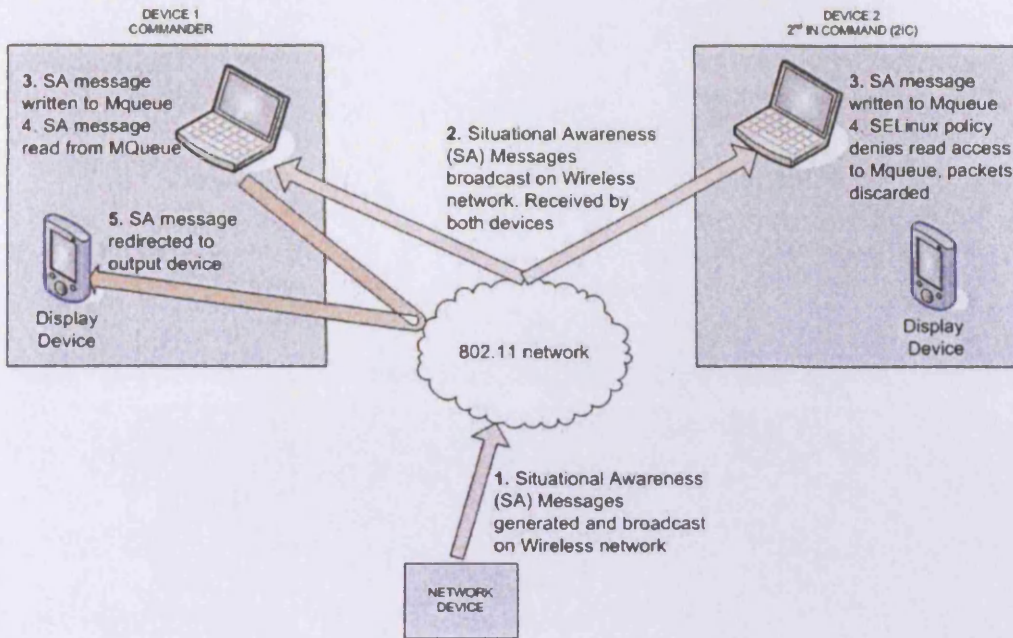 DEVICE 1
COMMANDER
3. SA message
written to Mqueue
4. SA message
read from MQueue
5. SA message
redirected to
output device
Display
Device
2. Situational Awareness
(SA) Messages
broadcast on Wireless
network. Received by
both devices
DEVICE 2
2nd IN COMMAND (2IC)
3. SA message
written to Mqueue
4. SELinux policy
denies read access
to Mqueue, packets
discarded
Display
Device
802.11 network
1. Situational Awareness
(SA) Messages
generated and broadcast
on Wireless network
NETWORK
DEVICE